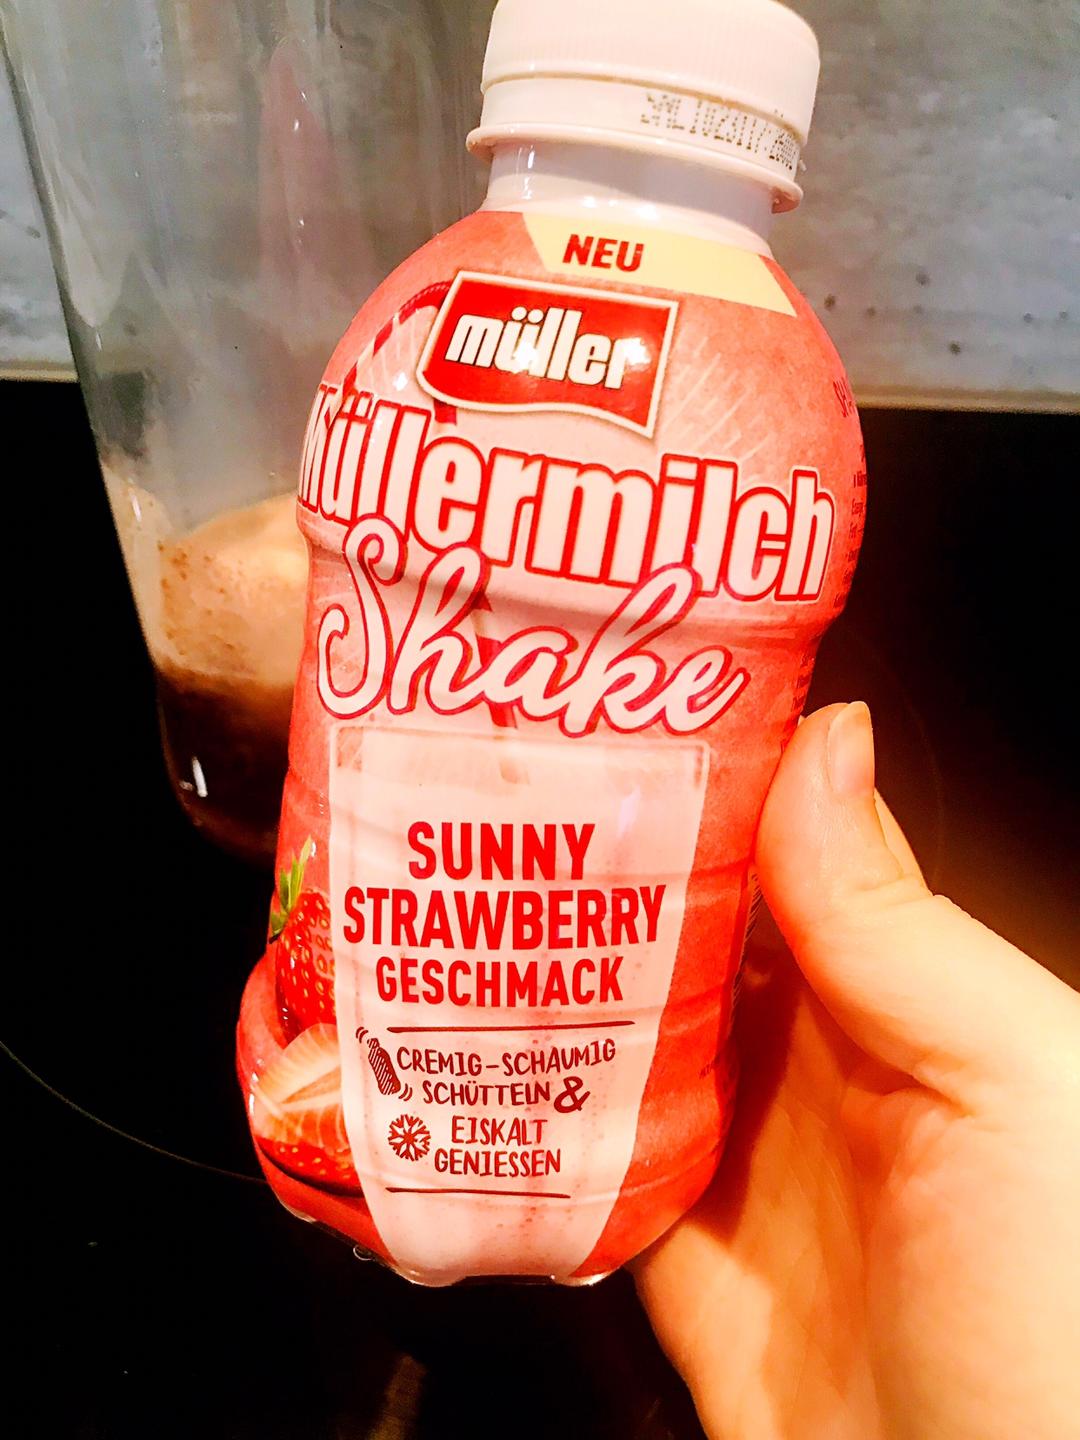 NEU
müller
Müllermilch
Shake
SUNNY
STRAWBERRY
GESCHMACK
CREMIG-SCHAUMIG
SCHÜTTELN &
EISKALT
GENIESSEN